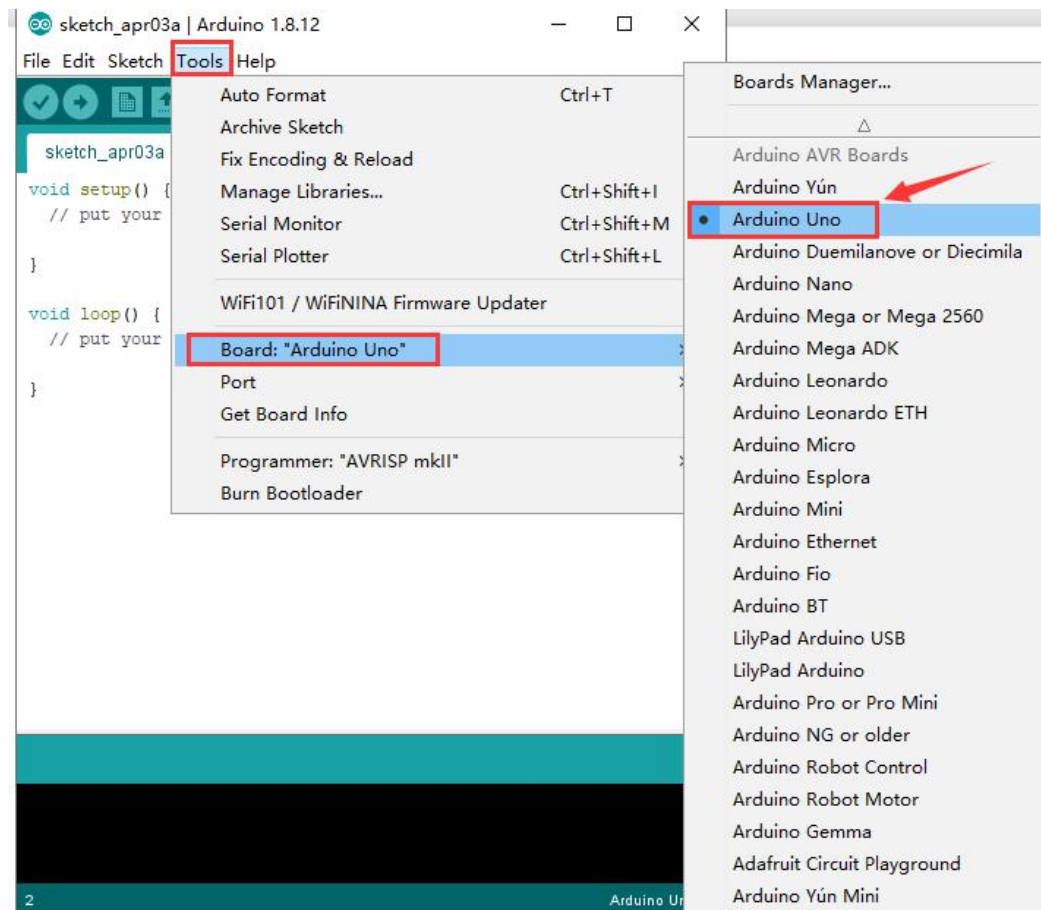 sketch_apr03a | Arduino 1.8.12
File Edit Sketch Tools Help
sketch_apr03a
void setup() {
// put your
}
void loop() {
// put your
}
2
Arduino Un
Auto Format Ctrl+T
Archive Sketch
Fix Encoding & Reload
Manage Libraries... Ctrl+Shift+I
Serial Monitor Ctrl+Shift+M
Serial Plotter Ctrl+Shift+L
WiFi101 / WiFiNINA Firmware Updater
Board: "Arduino Uno"
Port
Get Board Info
Programmer: "AVRISP mkII"
Burn Bootloader
Boards Manager...
Arduino AVR Boards
Arduino Yún
Arduino Uno
Arduino Duemilanove or Diecimila
Arduino Nano
Arduino Mega or Mega 2560
Arduino Mega ADK
Arduino Leonardo
Arduino Leonardo ETH
Arduino Micro
Arduino Esplora
Arduino Mini
Arduino Ethernet
Arduino Fio
Arduino BT
LilyPad Arduino USB
LilyPad Arduino
Arduino Pro or Pro Mini
Arduino NG or older
Arduino Robot Control
Arduino Robot Motor
Arduino Gemma
Adafruit Circuit Playground
Arduino Yún Mini